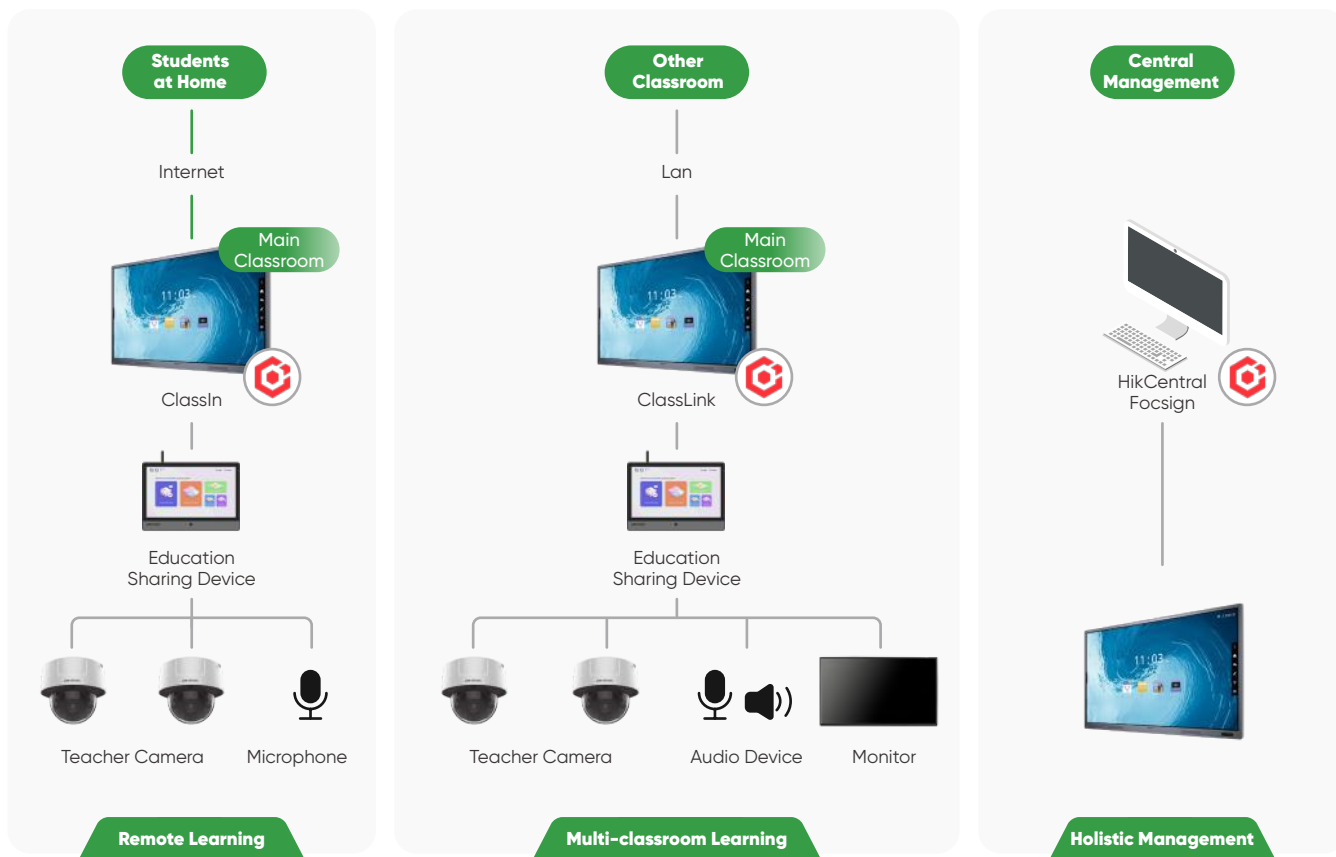 Students
at Home
Internet
Main
Classroom
11:03
ClassIn
Education
Sharing Device
Teacher Camera
Microphone
Remote Learning
Other
Classroom
Lan
Main
Classroom
11:03
ClassLink
Education
Sharing Device
Teacher Camera
Audio Device
Monitor
Multi-classroom Learning
Central
Management
HikCentral
Focsign
11:03
Holistic Management